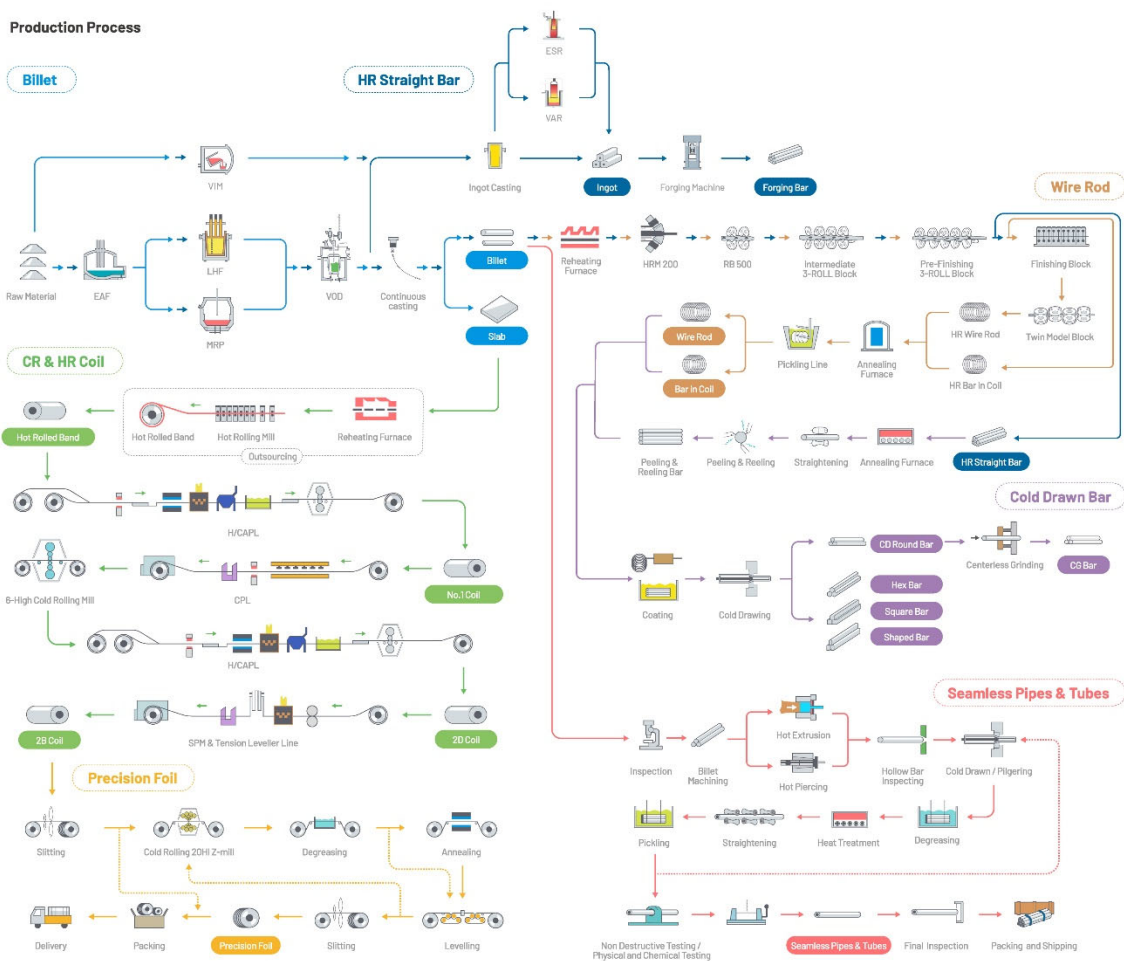 Production Process
Billet
HR Straight Bar
ESR
VAR
VIM
Ingot Casting
Ingot
Forging Machine
Forging Bar
Wire Rod
Raw Material
EAF
LHF
MRP
VOD
Continuous
casting
Billet
Slab
Reheating
Furnace
HRM 200
RB 500
Intermediate
3-ROLL Block
Pre-Finishing
3-ROLL Block
Finishing Block
Wire Rod
Bar in Coil
Pickling Line
Annealing
Furnace
HR Wire Rod
HR Bar in Coil
Twin Model Block
CR & HR Coil
Hot Rolled Band
Hot Rolled Band
Hot Rolling Mill
Reheating Furnace
Outsourcing
Peeling &
Reeling Bar
Peeling & Reeling
Straightening
Annealing Furnace
HR Straight Bar
Cold Drawn Bar
H/CAPL
6-High Cold Rolling Mill
CPL
No.1 Coil
Coating
Cold Drawing
CD Round Bar
Centerless Grinding
CG Bar
Hex Bar
Square Bar
Shaped Bar
H/CAPL
2B Coil
SPM & Tension Leveller Line
2D Coil
Seamless Pipes & Tubes
Inspection
Billet
Machining
Hot Extrusion
Hot Piercing
Hollow Bar
Inspecting
Cold Drawn / Pilgering
Precision Foil
Slitting
Cold Rolling 20HI Z-mill
Degreasing
Annealing
Pickling
Straightening
Heat Treatment
Degreasing
Delivery
Packing
Precision Foil
Slitting
Levelling
Non Destructive Testing /
Physical and Chemical Testing
Seamless Pipes & Tubes
Final Inspection
Packing and Shipping